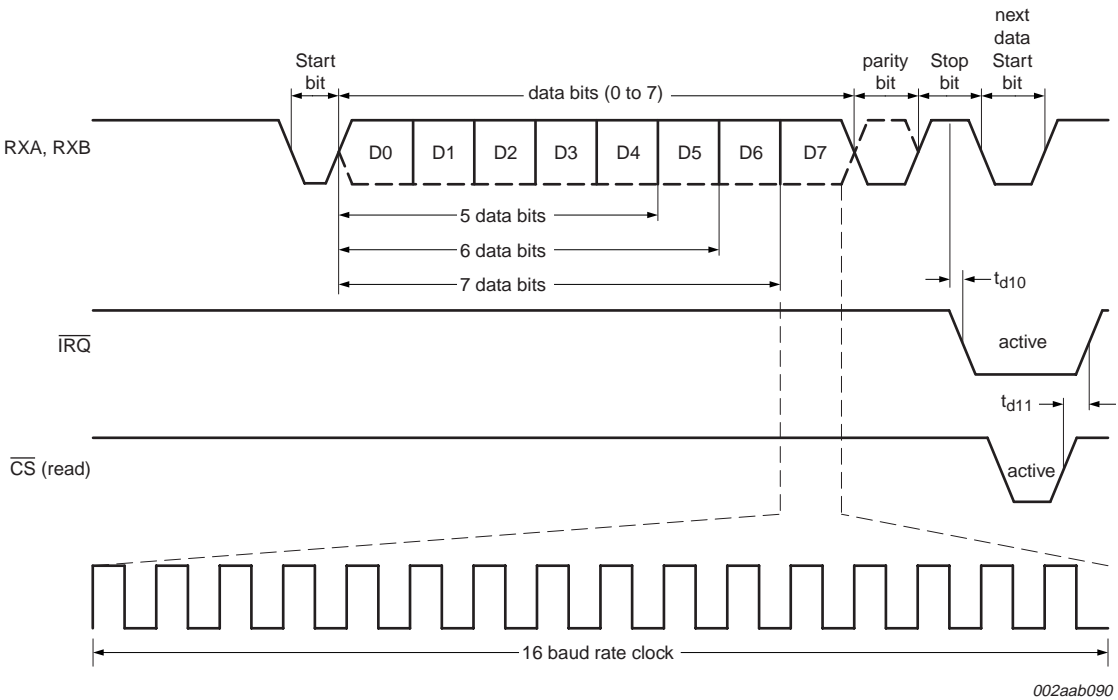 next
data
Start
bit
Start
bit
parity
bit
Stop
bit
data bits (0 to 7)
RXA, RXB
D0 D1 D2 D3 D4 D5 D6 D7
5 data bits
6 data bits
7 data bits
td10
IRQ
active
td11
CS (read)
active
16 baud rate clock
002aab090